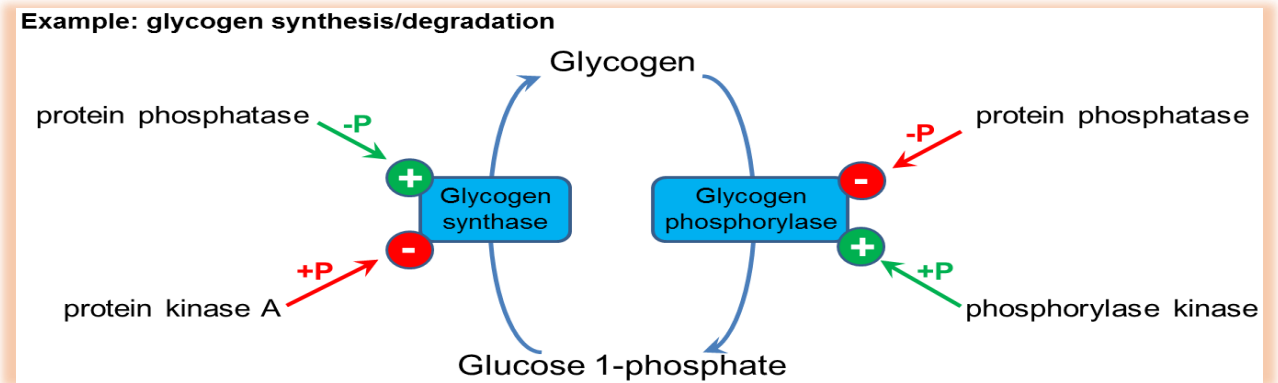 Example: glycogen synthesis/degradation
Glycogen
protein phosphatase
-P
+
Glycogen
synthase
-
+P
protein kinase A
protein phosphatase
-P
-
Glycogen
phosphorylase
+
+P
phosphorylase kinase
Glucose 1-phosphate